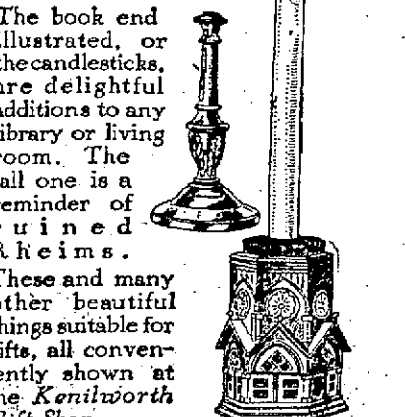 The book end
illustrated, or
the candlesticks,
are delightful
additions to any
library or living
room. The
tall one is a
reminder of
ruined
Rheims.
These and many
other beautiful
things suitable for
gifts, all conven-
iently shown at
the Kenilworth
Gift Shop